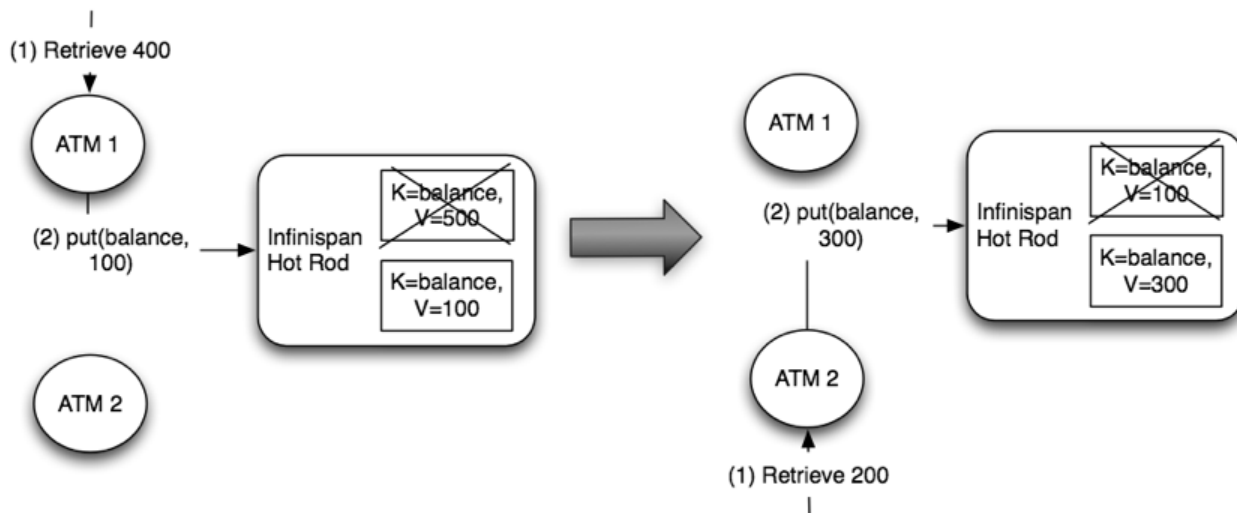 (1) Retrieve 400
ATM 1
(2) put(balance,
100)
Infinispan
Hot Rod
K=balance,
V=500
K=balance,
V=100
ATM 2
ATM 1
(2) put(balance,
300)
Infinispan
Hot Rod
K=balance,
V=100
K=balance,
V=300
ATM 2
(1) Retrieve 200